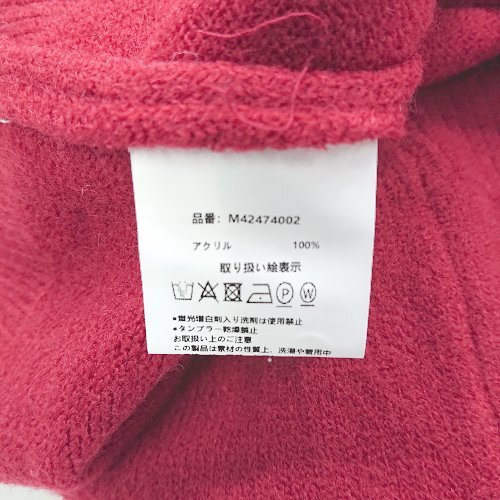 品番: M42474002
アクリル 100%
取り扱い絵表示
P W
●蛍光増白剤入り洗剤は使用禁止
●タンブラー乾燥禁止
お取扱い上のご注意
この製品は素材の性質上、洗濯や着用中